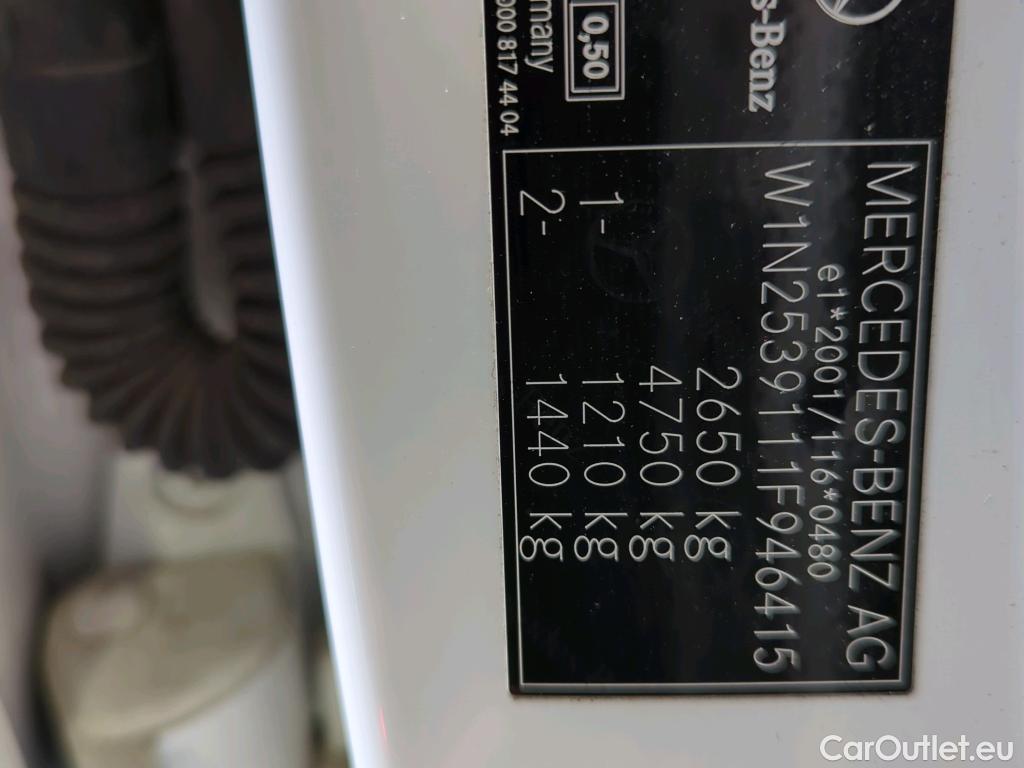 s-Benz
0,50
many
000 817 44 04
MERCEDES-BENZ AG
e1*2001/116*0480
W1N2539111F946415
2650 kg
4750 kg
1- 1210 kg
2- 1440 kg
CarOutlet.eu